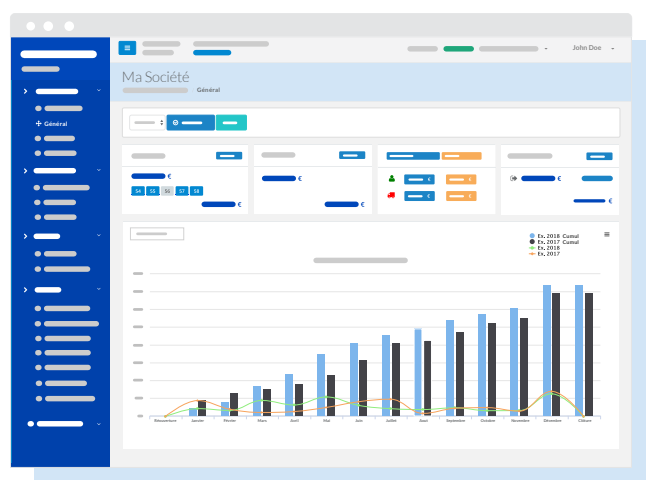 John Doe
Ma Société
Général
Général
€
€
€
€
54 55 56 57 58
€ €
€
€
€
Ex. 2018 Cumul
Ex. 2017 Cumul
Ex. 2018
Ex. 2017
Réouverture Janvier Février Mars Avril Mai Juin Juillet Aout Septembre Octobre Novembre Décembre Clôture